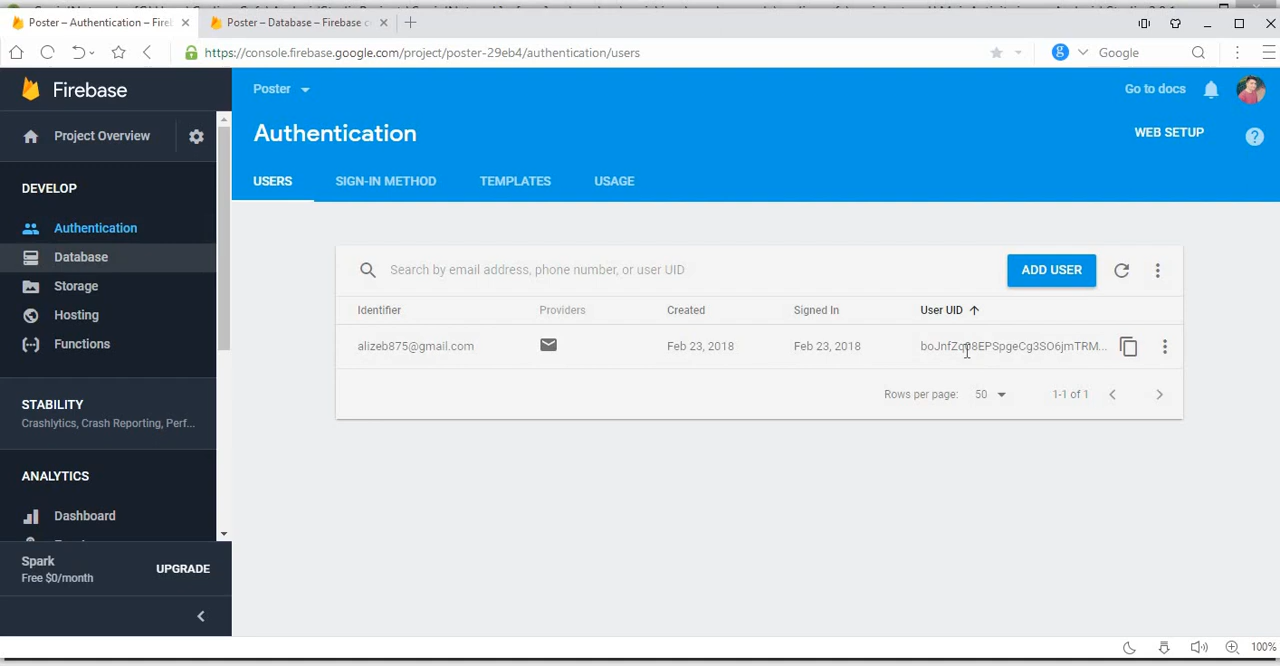 Poster – Authentication – Fire
Poster – Database – Firebase c
https://console.firebase.google.com/project/poster-29eb4/authentication/users
Google
Firebase
Poster
Go to docs
Project Overview
Authentication
WEB SETUP
DEVELOP
USERS
SIGN-IN METHOD
TEMPLATES
USAGE
Authentication
Database
Storage
Hosting
Functions
Search by email address, phone number, or user UID
ADD USER
Identifier
Providers
Created
Signed In
User UID
alizeb875@gmail.com
Feb 23, 2018
Feb 23, 2018
Rows per page:
50
1-1 of 1
STABILITY
Crashlytics, Crash Reporting, Perf...
ANALYTICS
Dashboard
Spark
Free $0/month
UPGRADE
100%